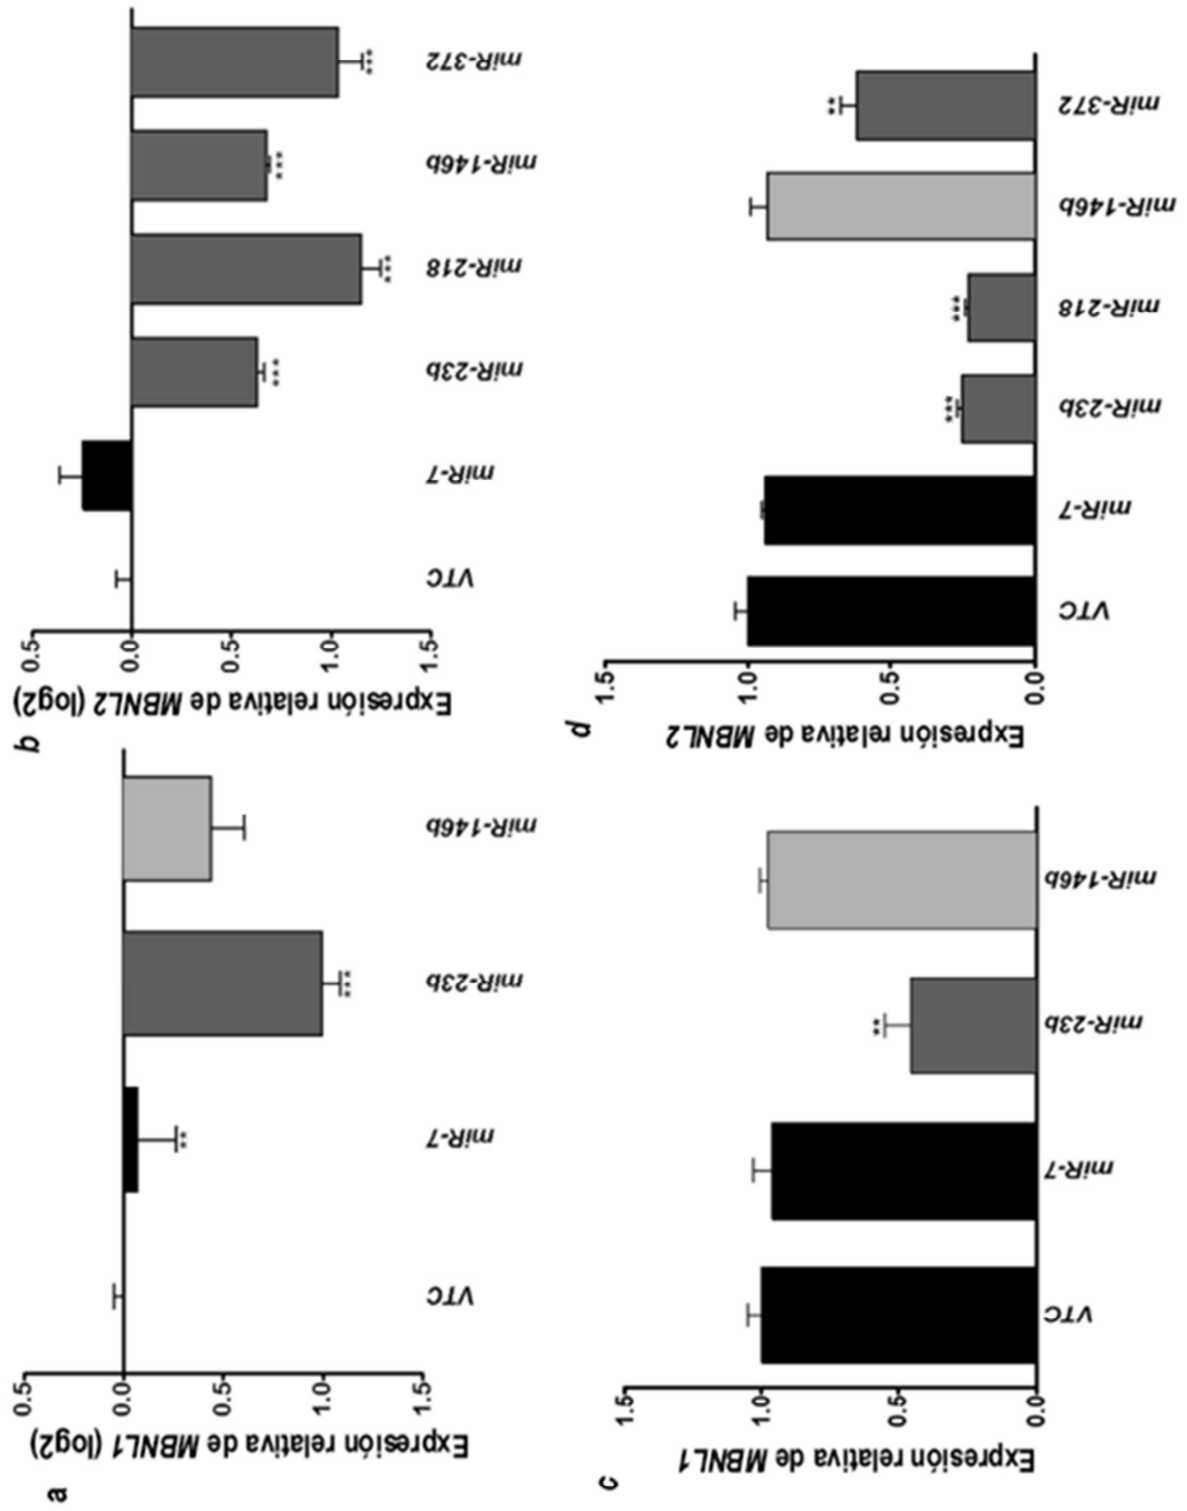 a
Expresión relativa de MBNL1 (log2)
0.5
0.0
0.5
1.0
1.5
VTC
miR-7
**
miR-23b
***
miR-146b
b
Expresión relativa de MBNL2 (log2)
0.5
0.0
0.5
1.0
1.5
VTC
miR-7
miR-23b
***
miR-218
***
miR-146b
***
miR-372
***
c
Expresión relativa de MBNL1
1.5
1.0
0.5
0.0
VTC
miR-7
miR-23b
**
miR-146b
d
Expresión relativa de MBNL2
1.5
1.0
0.5
0.0
VTC
miR-7
miR-23b
***
miR-218
***
miR-146b
miR-372
**